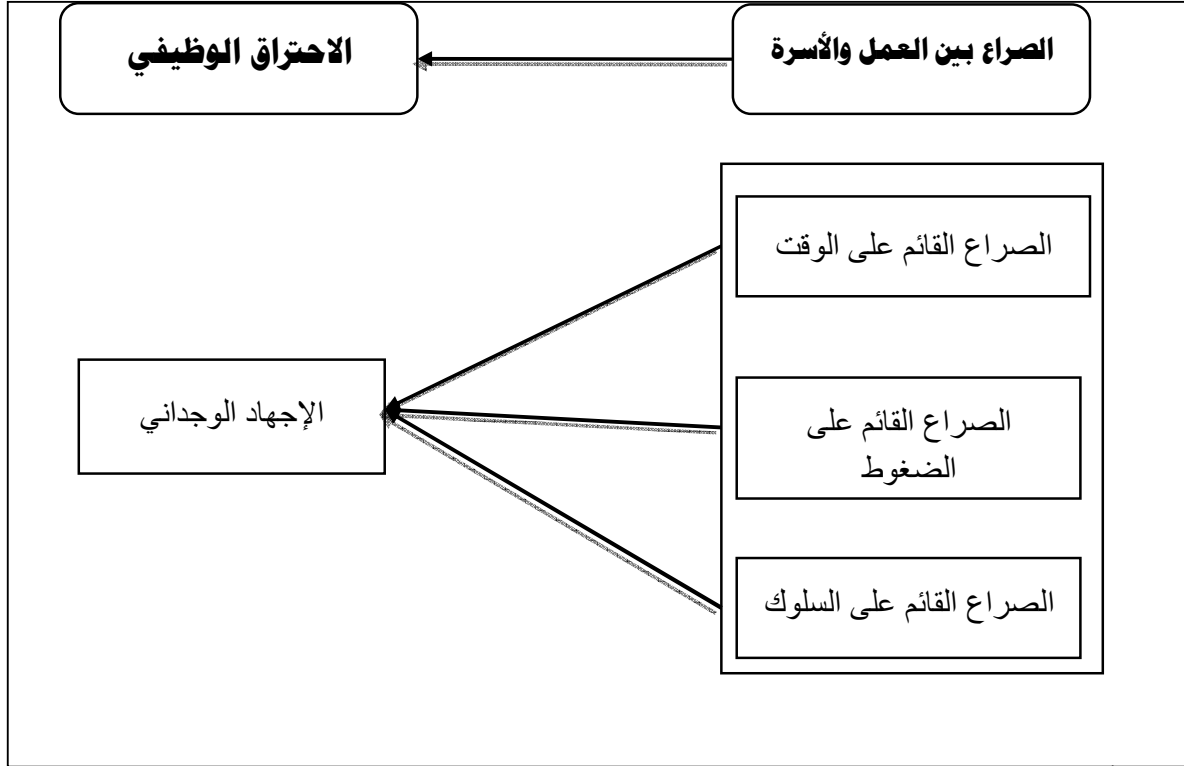 الصراع بين العمل والأسرة
الاحتراق الوظيفي
الصراع القائم على الوقت
الصراع القائم على
الضغوط
الإجهاد الوجداني
الصراع القائم على السلوك